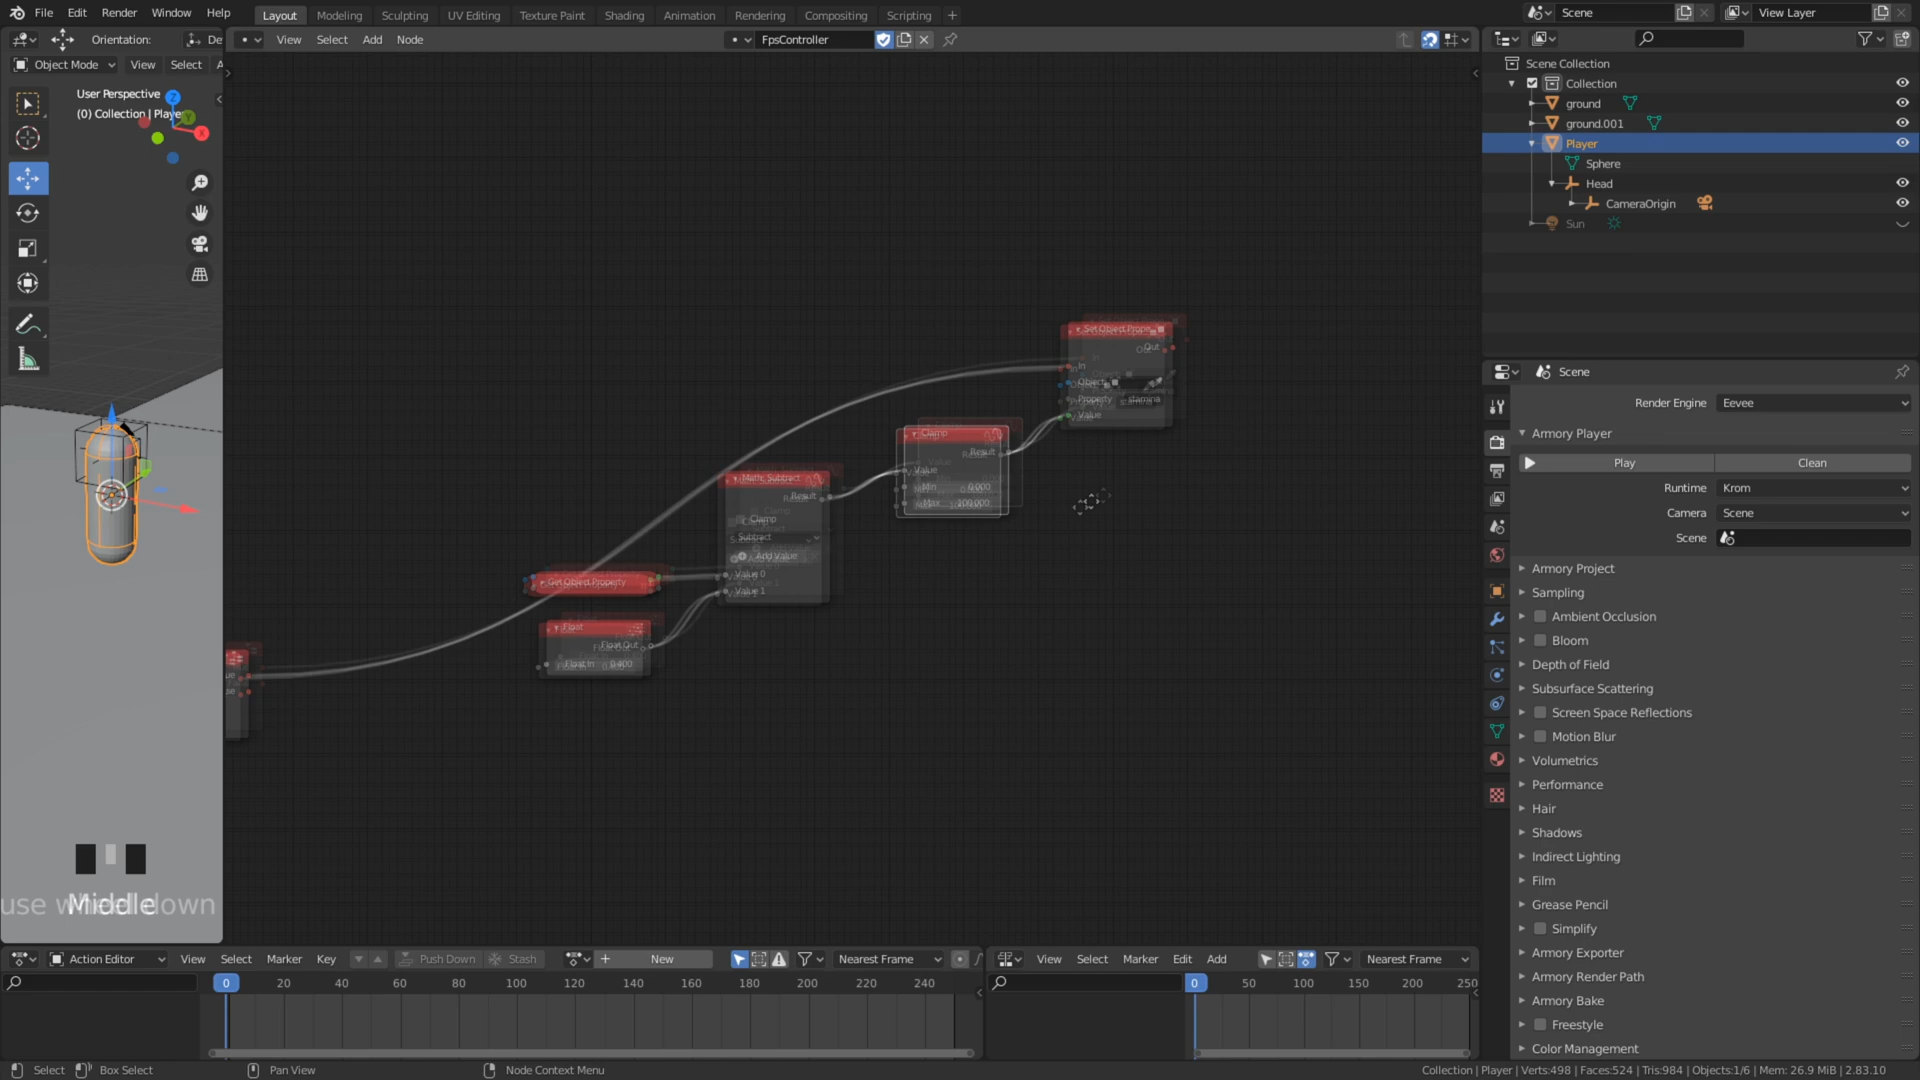 File Edit Render Window Help Layout Modeling Sculpting UV Editing Texture Paint Shading Animation Rendering Compositing Scripting Scene View Layer
Orientation: De
View Select Add Node FpsController
Object Mode View Select A
User Perspective
(0) Collection | Player
Scene Collection
Collection
ground
ground.001
Player
Sphere
Head
CameraOrigin
Sun
Set Object Prope
Out
In
Object
Property stamina
Value
Clamp
Result
Value
Min 0.000
Max 100.000
Math: Subtract
Result
Clamp
Subtract
Add Value
Value 0
Value 1
Get Object Property
Float
Float Out
Float In 0.400
ue
se
Scene
Render Engine Eevee
Armory Player
Play Clean
Runtime Krom
Camera Scene
Scene
Armory Project
Sampling
Ambient Occlusion
Bloom
Depth of Field
Subsurface Scattering
Screen Space Reflections
Motion Blur
Volumetrics
Performance
Hair
Shadows
Indirect Lighting
Film
Grease Pencil
Simplify
Armory Exporter
Armory Render Path
Armory Bake
Freestyle
Color Management
Middle
Action Editor View Select Marker Key Push Down Stash New Nearest Frame
View Select Marker Edit Add Nearest Frame
0 20 40 60 80 100 120 140 160 180 200 220 240
0 50 100 150 200 250
Select Box Select Pan View Node Context Menu
Collection | Player | Verts:498 | Faces:524 | Tris:984 | Objects:1/6 | Mem: 26.9 MiB | 2.83.10